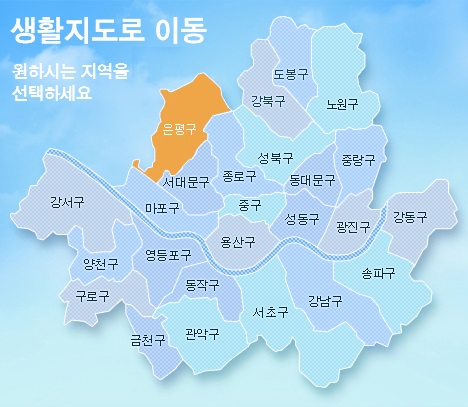 생활지도로 이동
원하시는 지역을
선택하세요
도봉구
강북구
노원구
은평구
성북구
중랑구
서대문구
종로구
동대문구
강서구
마포구
중구
성동구
광진구
강동구
용산구
양천구
영등포구
송파구
구로구
동작구
강남구
금천구
관악구
서초구